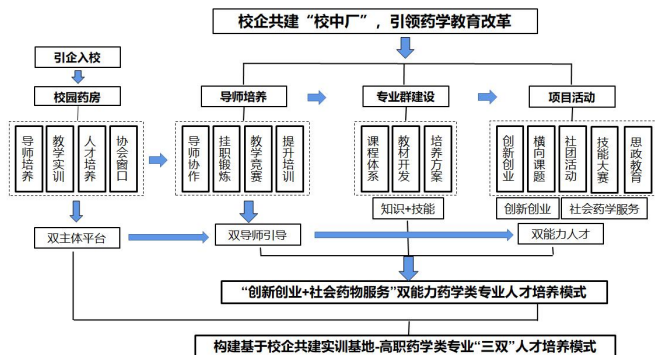 校企共建“校中厂”，引领药学教育改革
引企入校
校园药房
导师培养
专业群建设
项目活动
导师培养
教学实训
人才培养
协会窗口
导师协作
挂职锻炼
教学竞赛
提升培训
课程体系
教材开发
培养方案
创新创业
横向课题
社团活动
技能大赛
思政教育
知识+技能
创新创业
社会药学服务
双主体平台
双导师引导
双能力人才
“创新创业+社会药物服务”双能力药学类专业人才培养模式
构建基于校企共建实训基地-高职药学类专业“三双”人才培养模式